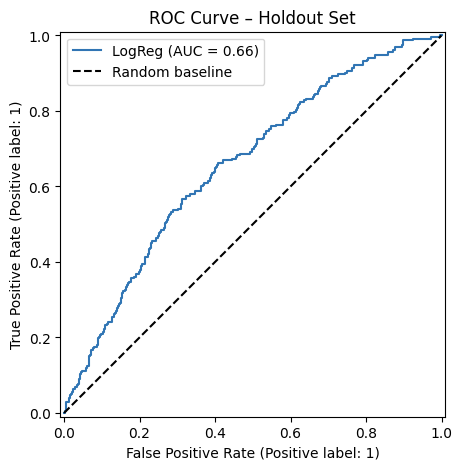 ROC Curve – Holdout Set
LogReg (AUC = 0.66)
Random baseline
True Positive Rate (Positive label: 1)
1.0
0.8
0.6
0.4
0.2
0.0
0.0 0.2 0.4 0.6 0.8 1.0
False Positive Rate (Positive label: 1)